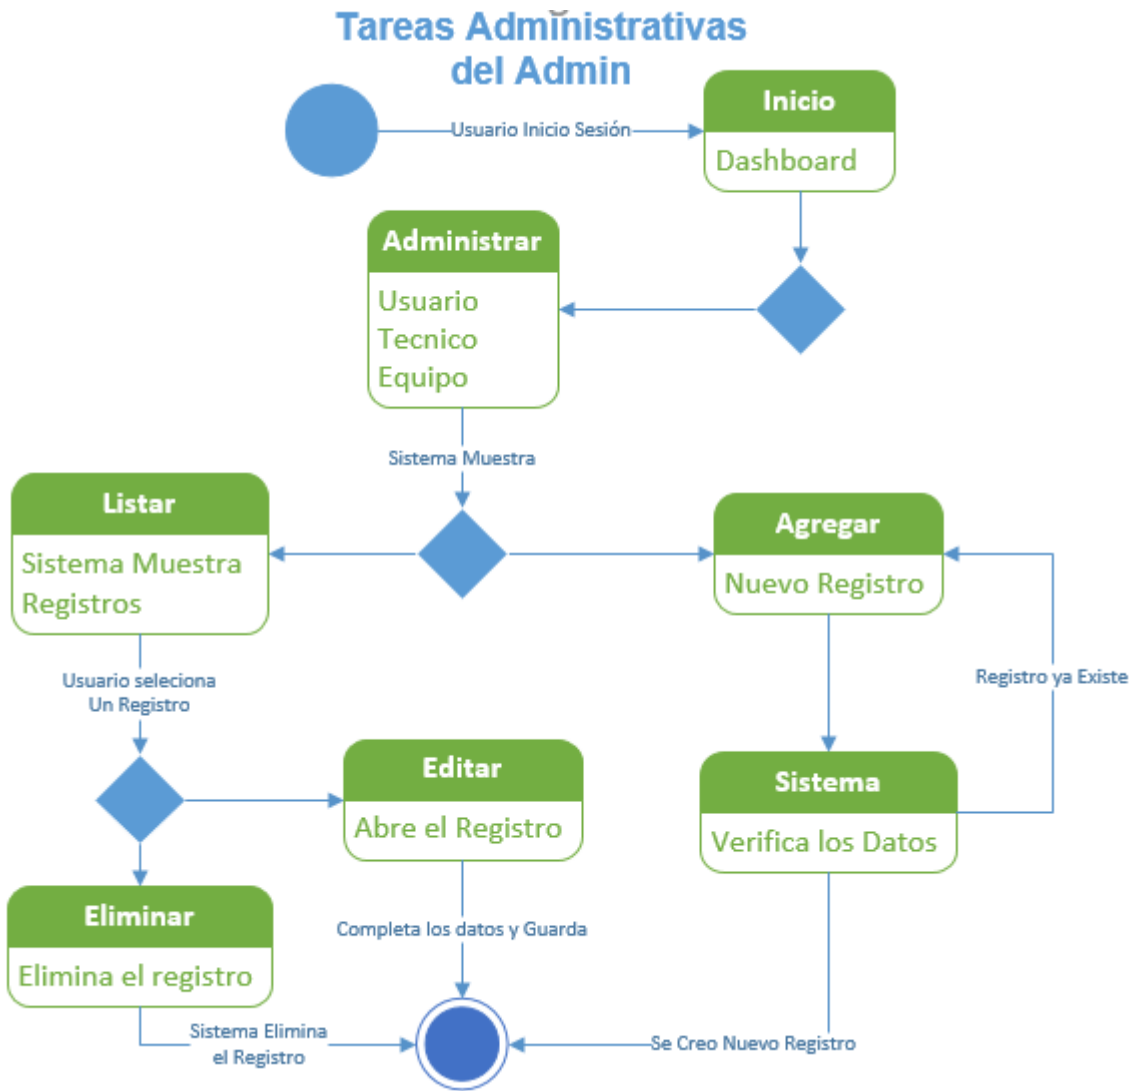 Tareas Administrativas
del Admin
Usuario Inicio Sesión
Inicio
Dashboard
Administrar
Usuario
Tecnico
Equipo
Sistema Muestra
Listar
Sistema Muestra
Registros
Agregar
Nuevo Registro
Usuario seleciona
Un Registro
Registro ya Existe
Editar
Abre el Registro
Sistema
Verifica los Datos
Eliminar
Elimina el registro
Completa los datos y Guarda
Sistema Elimina
el Registro
Se Creo Nuevo Registro